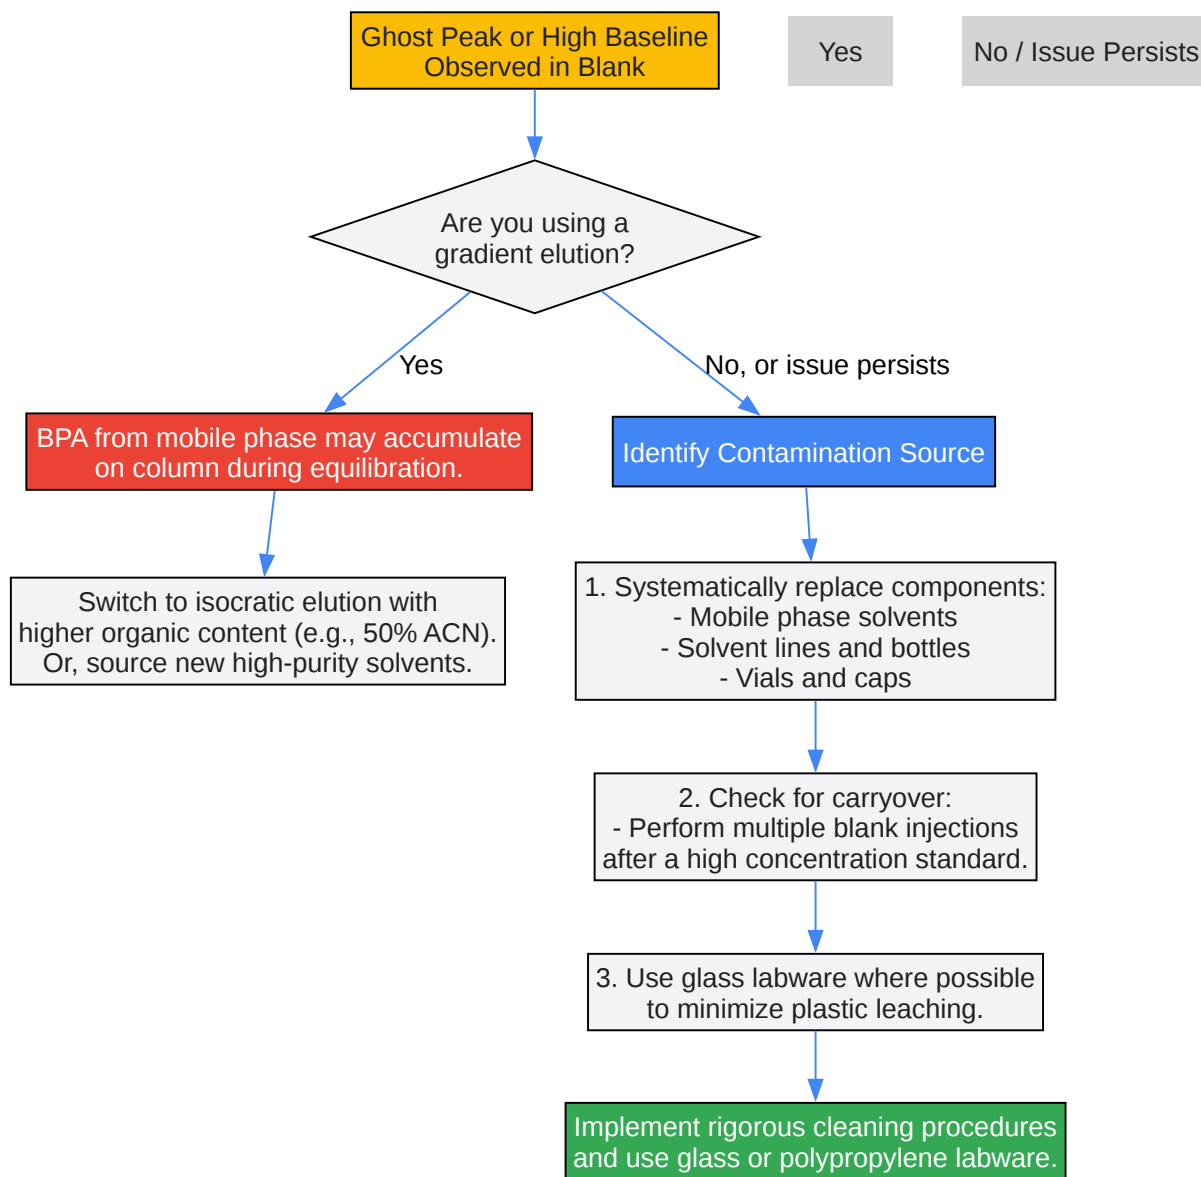 Ghost Peak or High Baseline
Observed in Blank
Yes
No / Issue Persists
Are you using a
gradient elution?
Yes
No, or issue persists
BPA from mobile phase may accumulate
on column during equilibration.
Identify Contamination Source
Switch to isocratic elution with
higher organic content (e.g., 50% ACN).
Or, source new high-purity solvents.
1. Systematically replace components:
- Mobile phase solvents
- Solvent lines and bottles
- Vials and caps
2. Check for carryover:
- Perform multiple blank injections
after a high concentration standard.
3. Use glass labware where possible
to minimize plastic leaching.
Implement rigorous cleaning procedures
and use glass or polypropylene labware.